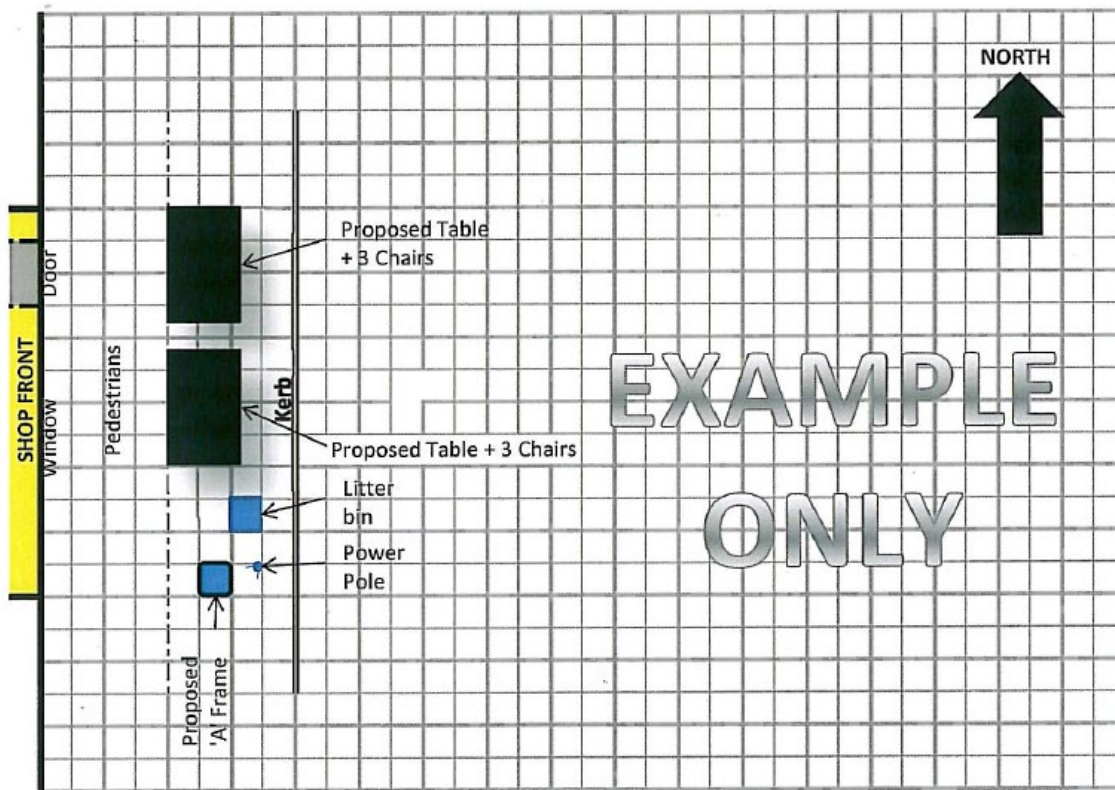 NORTH
Proposed Table
+ 3 Chairs
Door
SHOP FRONT
Window
Pedestrians
Kerb
Proposed Table + 3 Chairs
EXAMPLE
ONLY
Litter
bin
Power
Pole
Proposed
'A' Frame